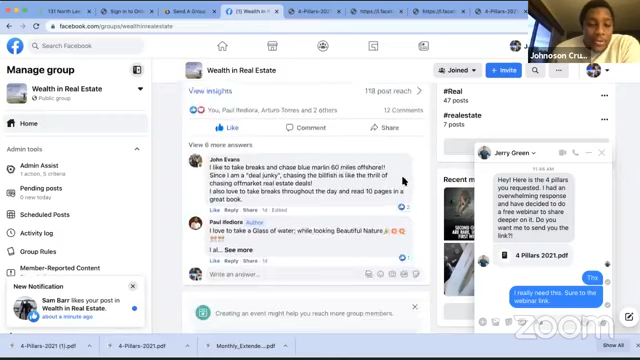 131 North Lev
Sign in to Onlin
Send A Group
(1) Wealth in R
4-Pillars-2021
https://l.facel
https://l.facel
4-Pillars-2021
facebook.com/groups/wealthinrealestate
Johnoson Cru
Search Facebook
Manage group
Wealth in Real Estate
Public group
Home
Admin tools
Admin Assist
1 action, 5 criteria
Pending posts
0 new today
Scheduled Posts
Activity log
Group Rules
Member-Reported Content
New Notification
Sam Barr likes your post in
Wealth in Real Estate.
about a minute ago
Wealth in Real Estate
Joined
+ Invite
View insights
118 post reach
You, Paul Ifediora, Arturo Torres and 2 others
12 Comments
Like
Comment
Share
View 6 more answers
John Evans
I like to take breaks and chase blue marlin 60 miles offshore!!
Since I am a "deal junky", chasing the billfish is like the thrill of
chasing offmarket real estate deals!
I also love to take breaks throughout the day and read 10 pages in a
great book.
2
Like Reply Share 1d Edited
Paul Ifediora Author
I love to take a Glass of water; while looking Beautiful Nature
I al... See more
1
Like Reply Share 1d
Write an answer...
Creating an event might help you reach more group members.
#Real
47 posts
#realestate
7 posts
Recent m
Jerry Green
11:46 AM
Hey! Here is the 4 pillars
you requested. I had an
overwhelming response
and have decided to do
a free webinar to share
deeper on it. Do you
want me to send you
the link?!
4 Pillars 2021.pdf
Thx
I really need this. Sure to the
webinar link.
Aa
zoom
4-Pillars-2021 (1).pdf
4-Pillars-2021.pdf
Monthly_Extende....pdf
Show All